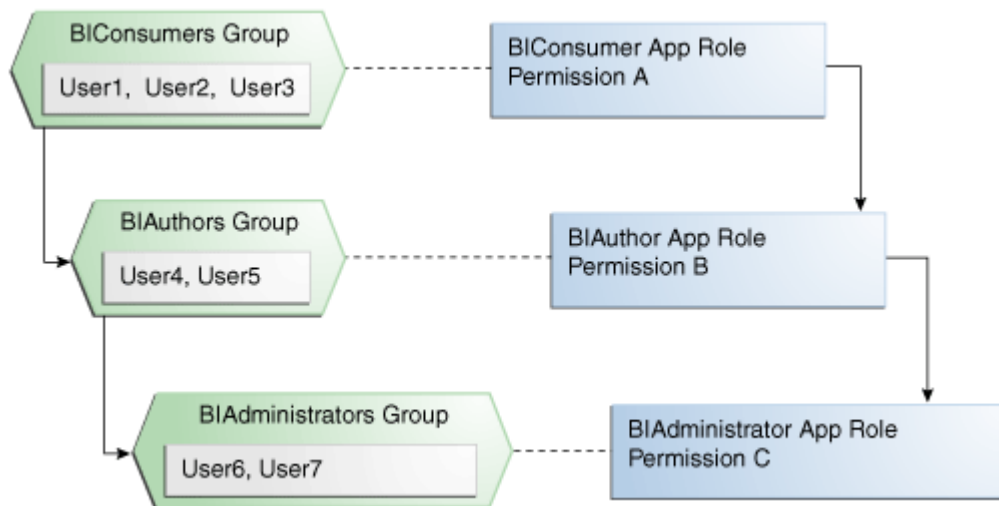 BIConsumers Group
User1, User2, User3
BIConsumer App Role
Permission A
BIAuthors Group
User4, User5
BIAuthor App Role
Permission B
BIAdministrators Group
User6, User7
BIAdministrator App Role
Permission C